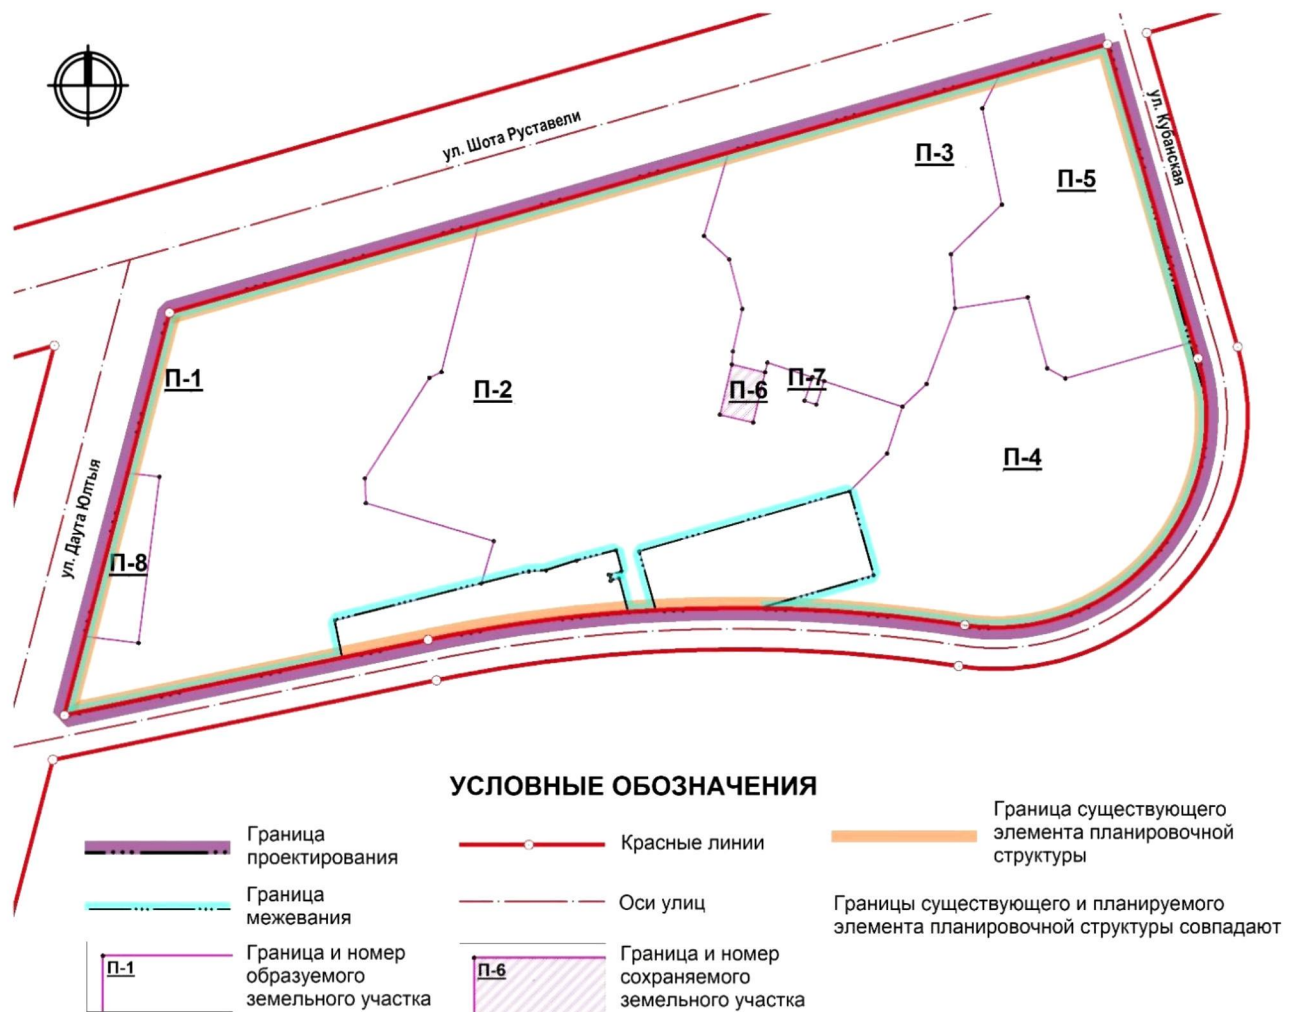 ул. Шота Руставели
ул. Кубанская
П-3
П-5
П-1
П-2
П-6
П-7
П-4
ул. Даута Юлтыя
П-8
УСЛОВНЫЕ ОБОЗНАЧЕНИЯ
Граница
проектирования
Красные линии
Граница существующего
элемента планировочной
структуры
Граница
межевания
Оси улиц
Границы существующего и планируемого
элемента планировочной структуры совпадают
П-1
Граница и номер
образуемого
земельного участка
П-6
Граница и номер
сохраняемого
земельного участка